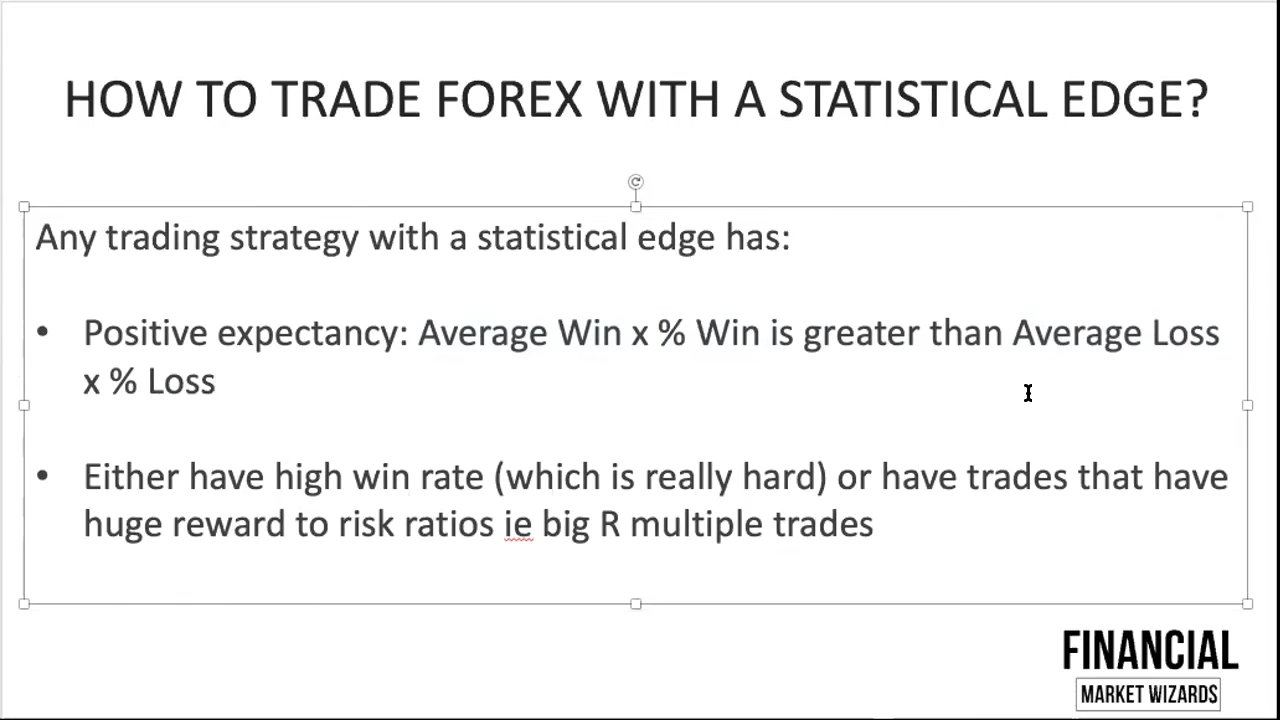 HOW TO TRADE FOREX WITH A STATISTICAL EDGE?
Any trading strategy with a statistical edge has:
• Positive expectancy: Average Win x % Win is greater than Average Loss
x % Loss
• Either have high win rate (which is really hard) or have trades that have
huge reward to risk ratios ie big R multiple trades
FINANCIAL
MARKET WIZARDS